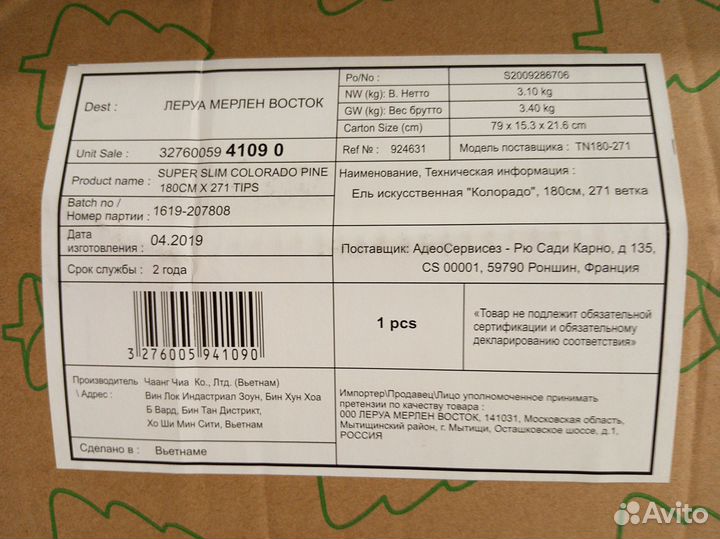 Dest :
ЛЕРУА МЕРЛЕН ВОСТОК
Po/No :
S2009286706
NW (kg): В. Нетто
3.10 kg
GW (kg): Вес брутто
3.40 kg
Carton Size (cm)
79 x 15.3 x 21.6 cm
Unit Sale :
32760059 4109 0
Ref № : 924631
Модель поставщика : TN180-271
Product name :
SUPER SLIM COLORADO PINE
180CM X 271 TIPS
Batch no /
Номер партии : 1619-207808
Наименование, Техническая информация :
Ель искусственная "Колорадо", 180см, 271 ветка
Дата
изготовления : 04.2019
Срок службы : 2 года
Поставщик: АдеоСервисез - Рю Сади Карно, д 135,
CS 00001, 59790 Роншин, Франция
3 276005 941090
1 pcs
«Товар не подлежит обязательной
сертификации и обязательному
декларированию соответствия»
Производитель
\ Адрес :
Чаанг Чиа Ко., Лтд. (Вьетнам)
Вин Лок Индастриал Зоун, Бин Хун Хоа
Б Вард, Бин Тан Дистрикт,
Хо Ши Мин Сити, Вьетнам
Сделано в : Вьетнаме
Импортер\Продавец\Лицо уполномоченное принимать
претензии по качеству товара :
ООО ЛЕРУА МЕРЛЕН ВОСТОК, 141031, Московская область,
Мытищинский район, г. Мытищи, Осташковское шоссе, д.1.
РОССИЯ
Avito